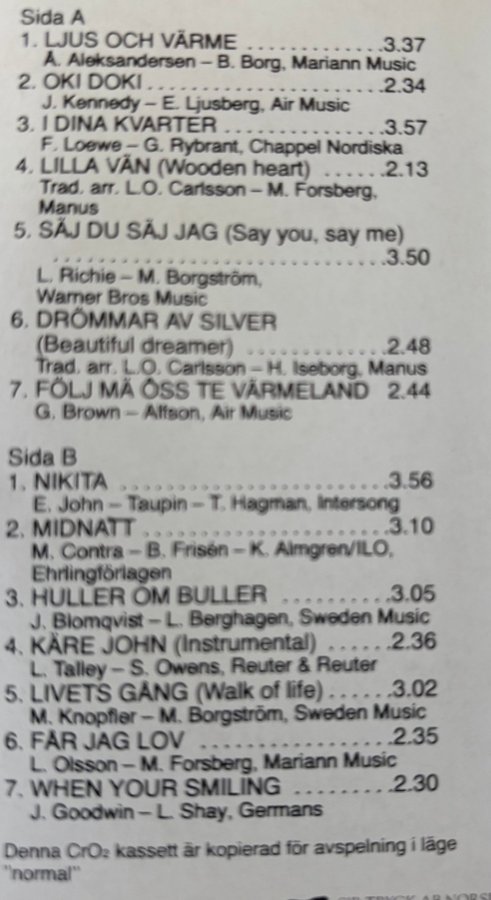 Sida A
1. LJUS OCH VÄRME ...............3.37
A. Aleksandersen – B. Borg, Mariann Music
2. OKI DOKI..........................2.34
J. Kennedy – E. Ljusberg, Air Music
3. I DINA KVARTER .................3.57
F. Loewe – G. Rybrant, Chappel Nordiska
4. LILLA VÄN (Wooden heart) ......2.13
Trad. arr. L.O. Carlsson – M. Forsberg,
Manus
5. SÄJ DU SÄJ JAG (Say you, say me)
..................................3.50
L. Richie – M. Borgström,
Warner Bros Music
6. DRÖMMAR AV SILVER
(Beautiful dreamer) ..............2.48
Trad. arr. L.O. Carlsson – H. Iseborg, Manus
7. FÖLJ MÄ ÖSS TE VÄRMELAND 2.44
G. Brown – Alfson, Air Music
Sida B
1. NIKITA ............................3.56
E. John – Taupin – T. Hagman, Intersong
2. MIDNATT .........................3.10
M. Contra – B. Frisén – K. Almgren/ILO,
Ehrlingförlagen
3. HULLER OM BULLER ...........3.05
J. Blomqvist – L. Berghagen, Sweden Music
4. KÄRE JOHN (Instrumental) ......2.36
L. Talley – S. Owens, Reuter & Reuter
5. LIVETS GÅNG (Walk of life)......3.02
M. Knopfler – M. Borgström, Sweden Music
6. FÅR JAG LOV ....................2.35
L. Olsson – M. Forsberg, Mariann Music
7. WHEN YOUR SMILING ..........2.30
J. Goodwin – L. Shay, Germans
Denna CrO₂ kassett är kopierad för avspelning i läge
"normal"